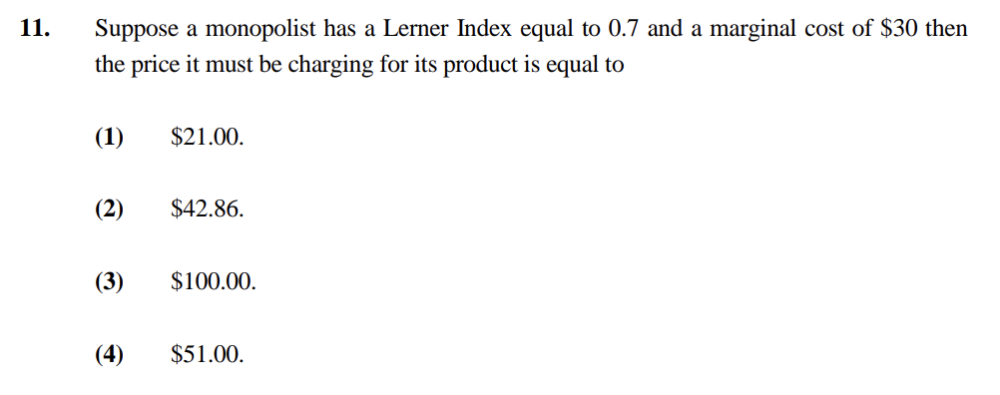 11. Suppose a monopolist has a Lerner Index equal to 0.7 and a marginal cost of $30 then
the price it must be charging for its product is equal to
(1) $21.00.
(2) $42.86.
(3) $100.00.
(4) $51.00.